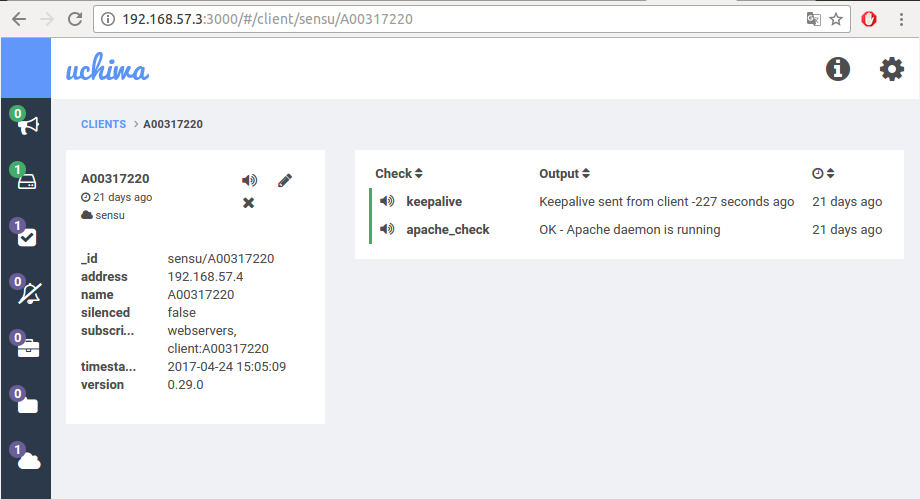 192.168.57.3:3000/#/client/sensu/A00317220
uchiwa
CLIENTS > A00317220
0
1
1
0
0
0
1
A00317220
21 days ago
sensu
_id sensu/A00317220
address 192.168.57.4
name A00317220
silenced false
subscri... webservers,
client:A00317220
timesta... 2017-04-24 15:05:09
version 0.29.0
Check Output
keepalive Keepalive sent from client -227 seconds ago 21 days ago
apache_check OK - Apache daemon is running 21 days ago